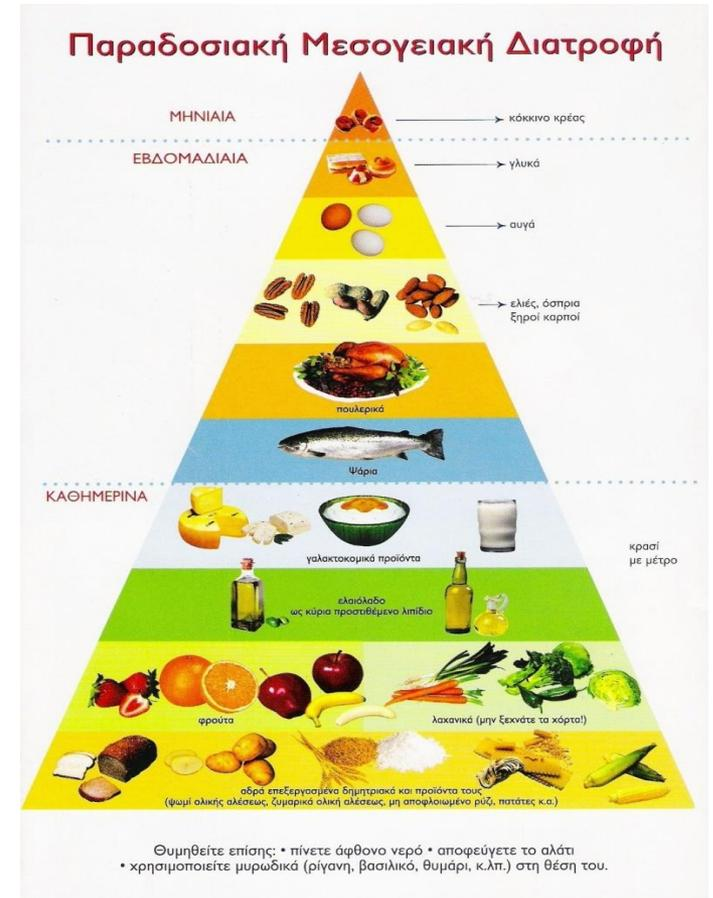 Παραδοσιακή Μεσογειακή Διατροφή
ΜΗΝΙΑΙΑ
κόκκινο κρέας
ΕΒΔΟΜΑΔΙΑΙΑ
γλυκά
αυγά
ελιές, όσπρια
ξηροί καρποί
πουλερικά
ψάρια
ΚΑΘΗΜΕΡΙΝΑ
γαλακτοκομικά προϊόντα
κρασί
με μέτρο
ελαιόλαδο
ως κύρια προστιθέμενο λιπίδιο
φρούτα
λαχανικά (μην ξεχνάτε τα χόρτα!)
αδρά επεξεργασμένα δημητριακά και προϊόντα τους
(ψωμί ολικής αλέσεως, ζυμαρικά ολική αλέσεως, μη αποφλοιωμένο ρύζι, πατάτες κ.α.)
Θυμηθείτε επίσης: • πίνετε άφθονο νερό • αποφεύγετε το αλάτι
• χρησιμοποιείτε μυρωδικά (ρίγανη, βασιλικό, θυμάρι, κ.λπ.) στη θέση του.